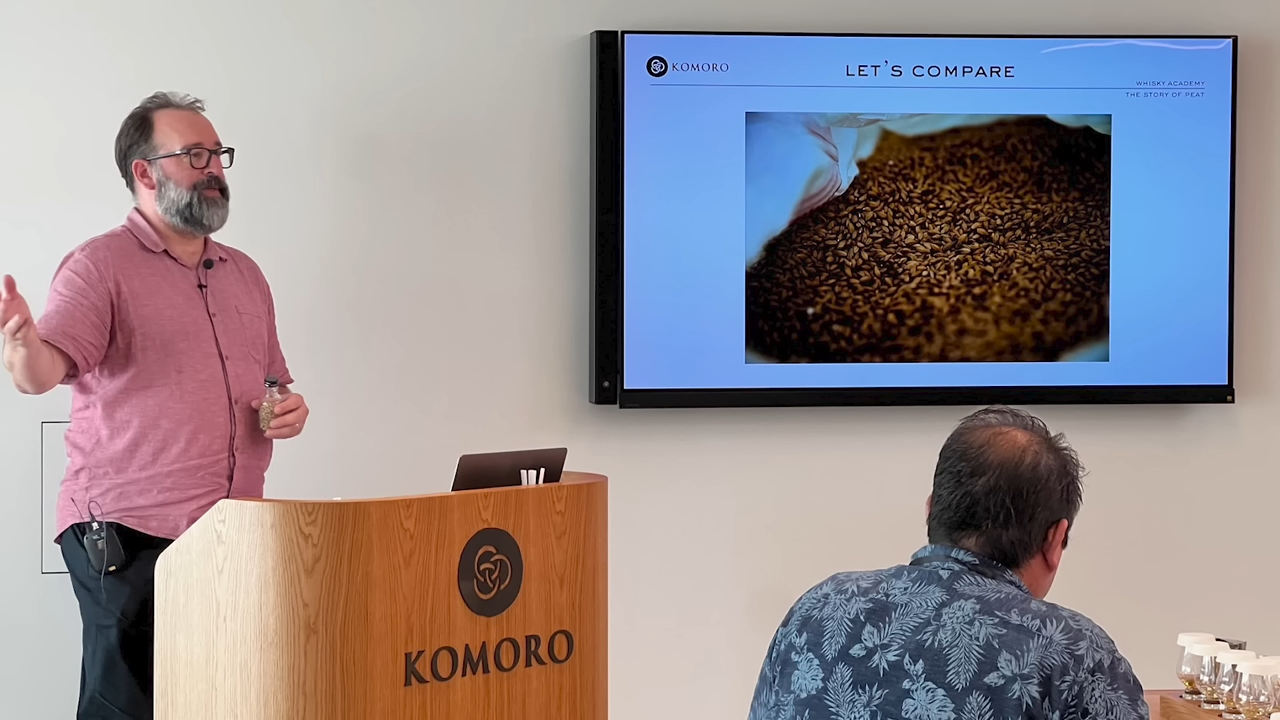 KOMORO
LET'S COMPARE
WHISKY ACADEMY
THE STORY OF PEAT
KOMORO